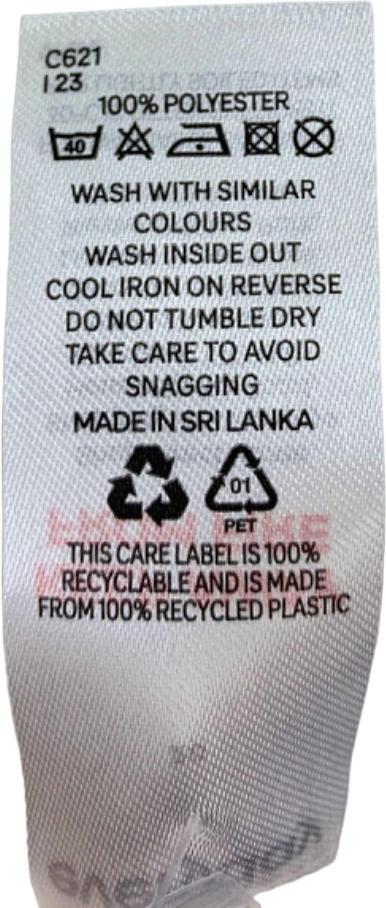 C621
I 23
100% POLYESTER
40
WASH WITH SIMILAR
COLOURS
WASH INSIDE OUT
COOL IRON ON REVERSE
DO NOT TUMBLE DRY
TAKE CARE TO AVOID
SNAGGING
MADE IN SRI LANKA
01
PET
THIS CARE LABEL IS 100%
RECYCLABLE AND IS MADE
FROM 100% RECYCLED PLASTIC